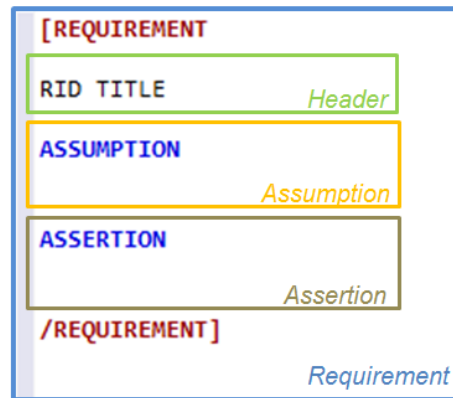 [REQUIREMENT
RID TITLE
Header
ASSUMPTION
Assumption
ASSERTION
Assertion
/REQUIREMENT]
Requirement